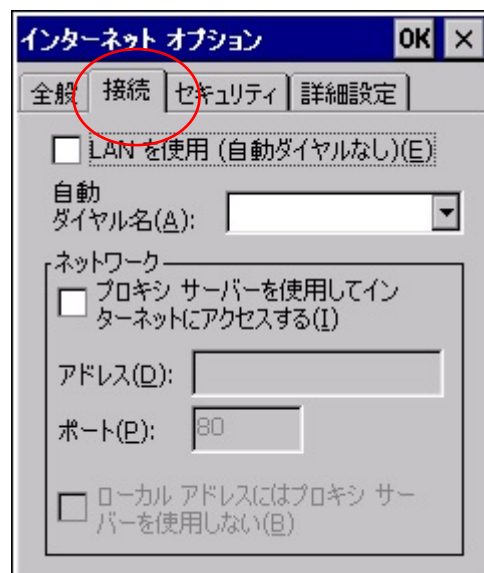 インターネット オプション OK ×
全般 接続 セキュリティ 詳細設定
LAN を使用 (自動ダイヤルなし)(E)
自動
ダイヤル名(A):
ネットワーク
プロキシ サーバーを使用してイン
ターネットにアクセスする(I)
アドレス(D):
ポート(P): 80
ローカル アドレスにはプロキシ サー
バーを使用しない(B)